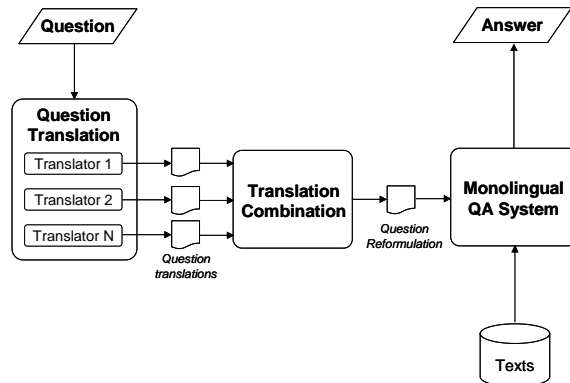 Question
Answer
Question
Translation
Translator 1
Translator 2
Translator N
Question
translations
Translation
Combination
Question
Reformulation
Monolingual
QA System
Texts